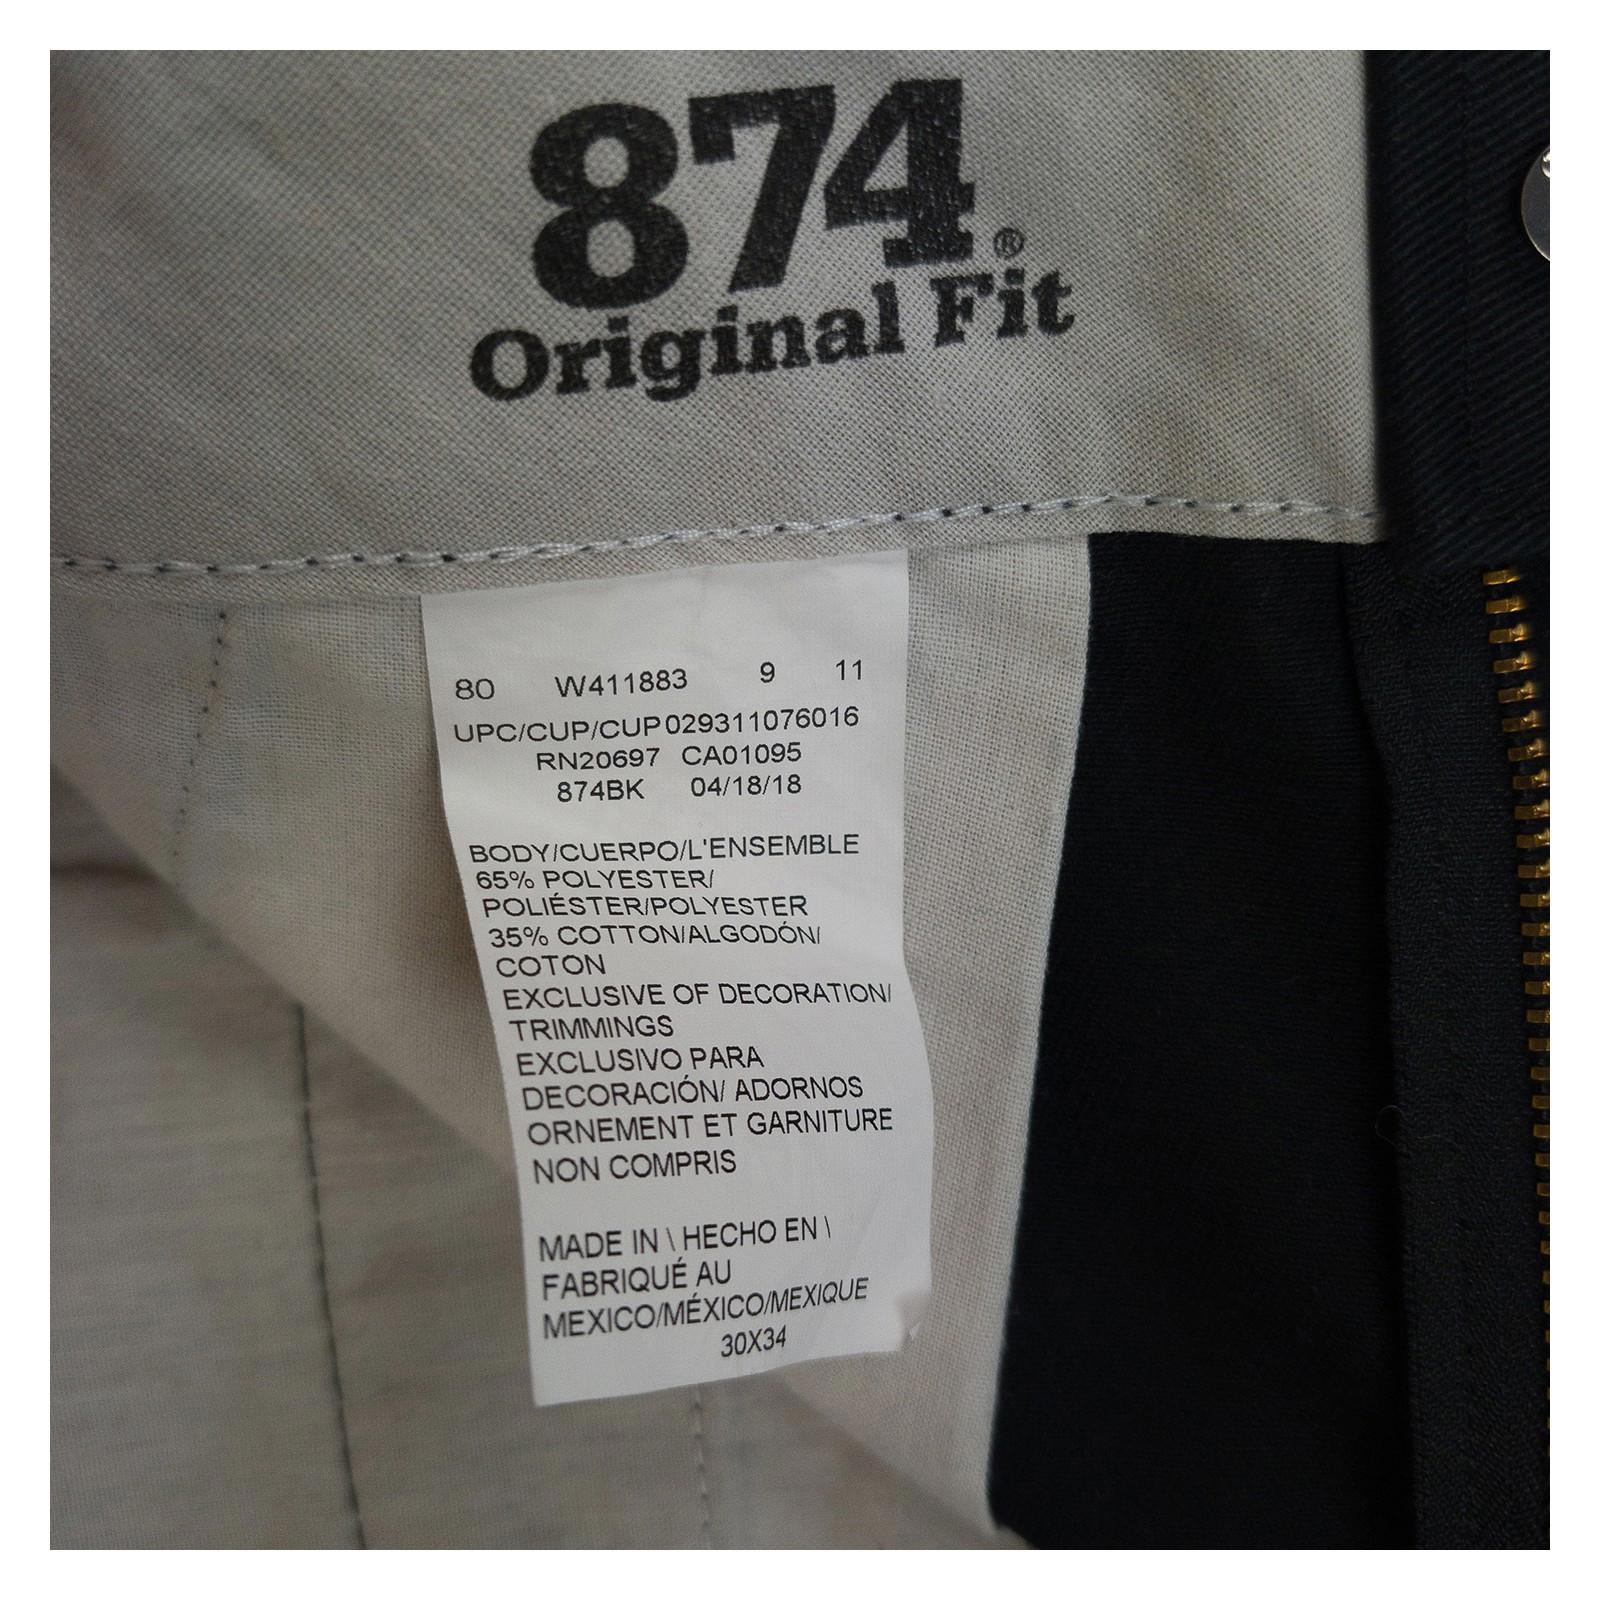 874®
Original Fit
80 W411883 9 11
UPC/CUP/CUP 029311076016
RN20697 CA01095
874BK 04/18/18
BODY/CUERPO/L'ENSEMBLE
65% POLYESTER/
POLIÉSTER/POLYESTER
35% COTTON/ALGODÓN/
COTON
EXCLUSIVE OF DECORATION/
TRIMMINGS
EXCLUSIVO PARA
DECORACIÓN/ ADORNOS
ORNEMENT ET GARNITURE
NON COMPRIS
MADE IN \ HECHO EN \
FABRIQUÉ AU
MEXICO/MÉXICO/MEXIQUE
30X34